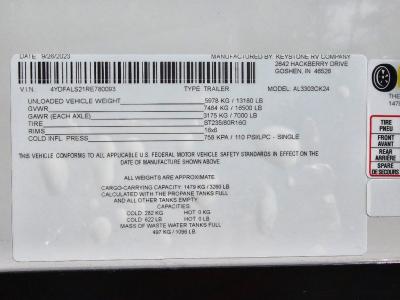 DATE 9/26/2023 MANUFACTURED BY: KEYSTONE RV COMPANY
2642 HACKBERRY DRIVE
GOSHEN, IN 46526
V.I.N. 4YDFALS21RE780093 TYPE TRAILER MODEL AL3303CK24
UNLOADED VEHICLE WEIGHT 5978 KG / 13180 LB
GVWR 7484 KG / 16500 LB
GAWR (EACH AXLE) 3175 KG / 7000 LB
TIRE ST235/80R16G
RIMS 16x6
COLD INFL. PRESS 758 KPA / 110 PSI/LPC - SINGLE
THIS VEHICLE CONFORMS TO ALL APPLICABLE U.S. FEDERAL MOTOR VEHICLE SAFETY STANDARDS IN EFFECT ON THE
DATE OF MANUFACTURE SHOWN ABOVE.
ALL WEIGHTS ARE APPROXIMATE
CARGO-CARRYING CAPACITY: 1479 KG / 3260 LB
CALCULATED WITH THE PROPANE TANKS FULL
AND ALL OTHER TANKS EMPTY
CAPACITIES
COLD: 282 KG HOT: 0 KG
COLD: 622 LB HOT: 0 LB
MASS OF WASTE WATER TANKS FULL
497 KG / 1096 LB
THE
1479
TIRE
PNEU
FRONT
AVANT
REAR
ARRIÈRE
SPARE
DE SECOURS